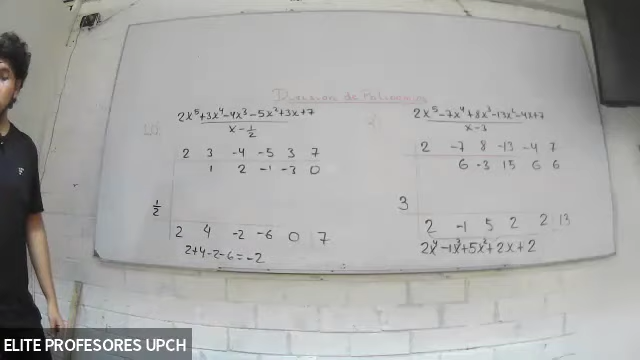 Division de Polinomios
1) 2x⁵+3x⁴-4x³-5x²+3x+7
x-1/2
2 3 -4 -5 3 7
1 2 -1 -3 0
1/2
2 4 -2 -6 0 7
2+4-2-6=-2
2) 2x⁵-7x⁴+8x³-13x²-4x+7
x-3
2 -7 8 -13 -4 7
6 -3 15 6 6
3
2 -1 5 2 2 13
2x⁴-1x³+5x²+2x+2
ELITE PROFESORES UPCH